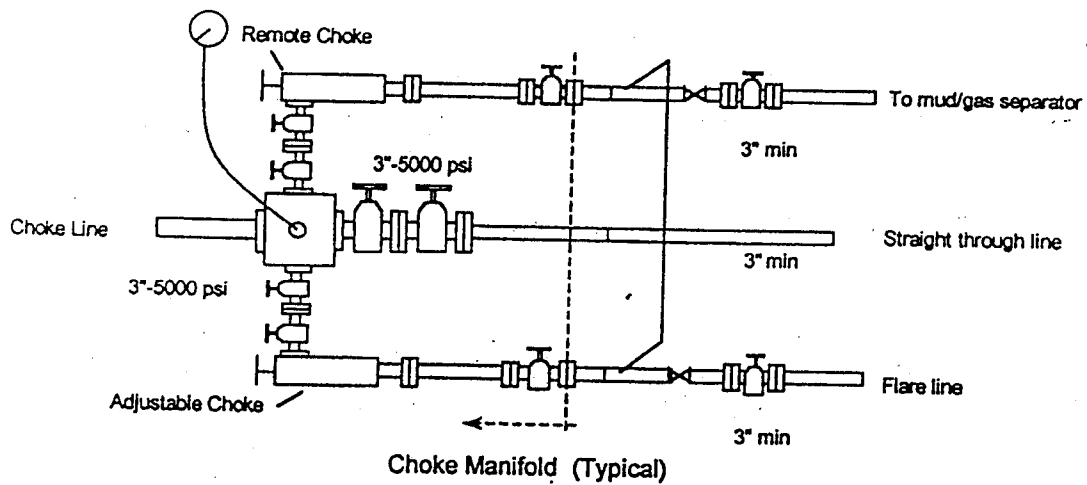 Remote Choke
To mud/gas separator
3" min
3"-5000 psi
Choke Line
Straight through line
3" min
3"-5000 psi
Adjustable Choke
Flare line
3" min
Choke Manifold (Typical)